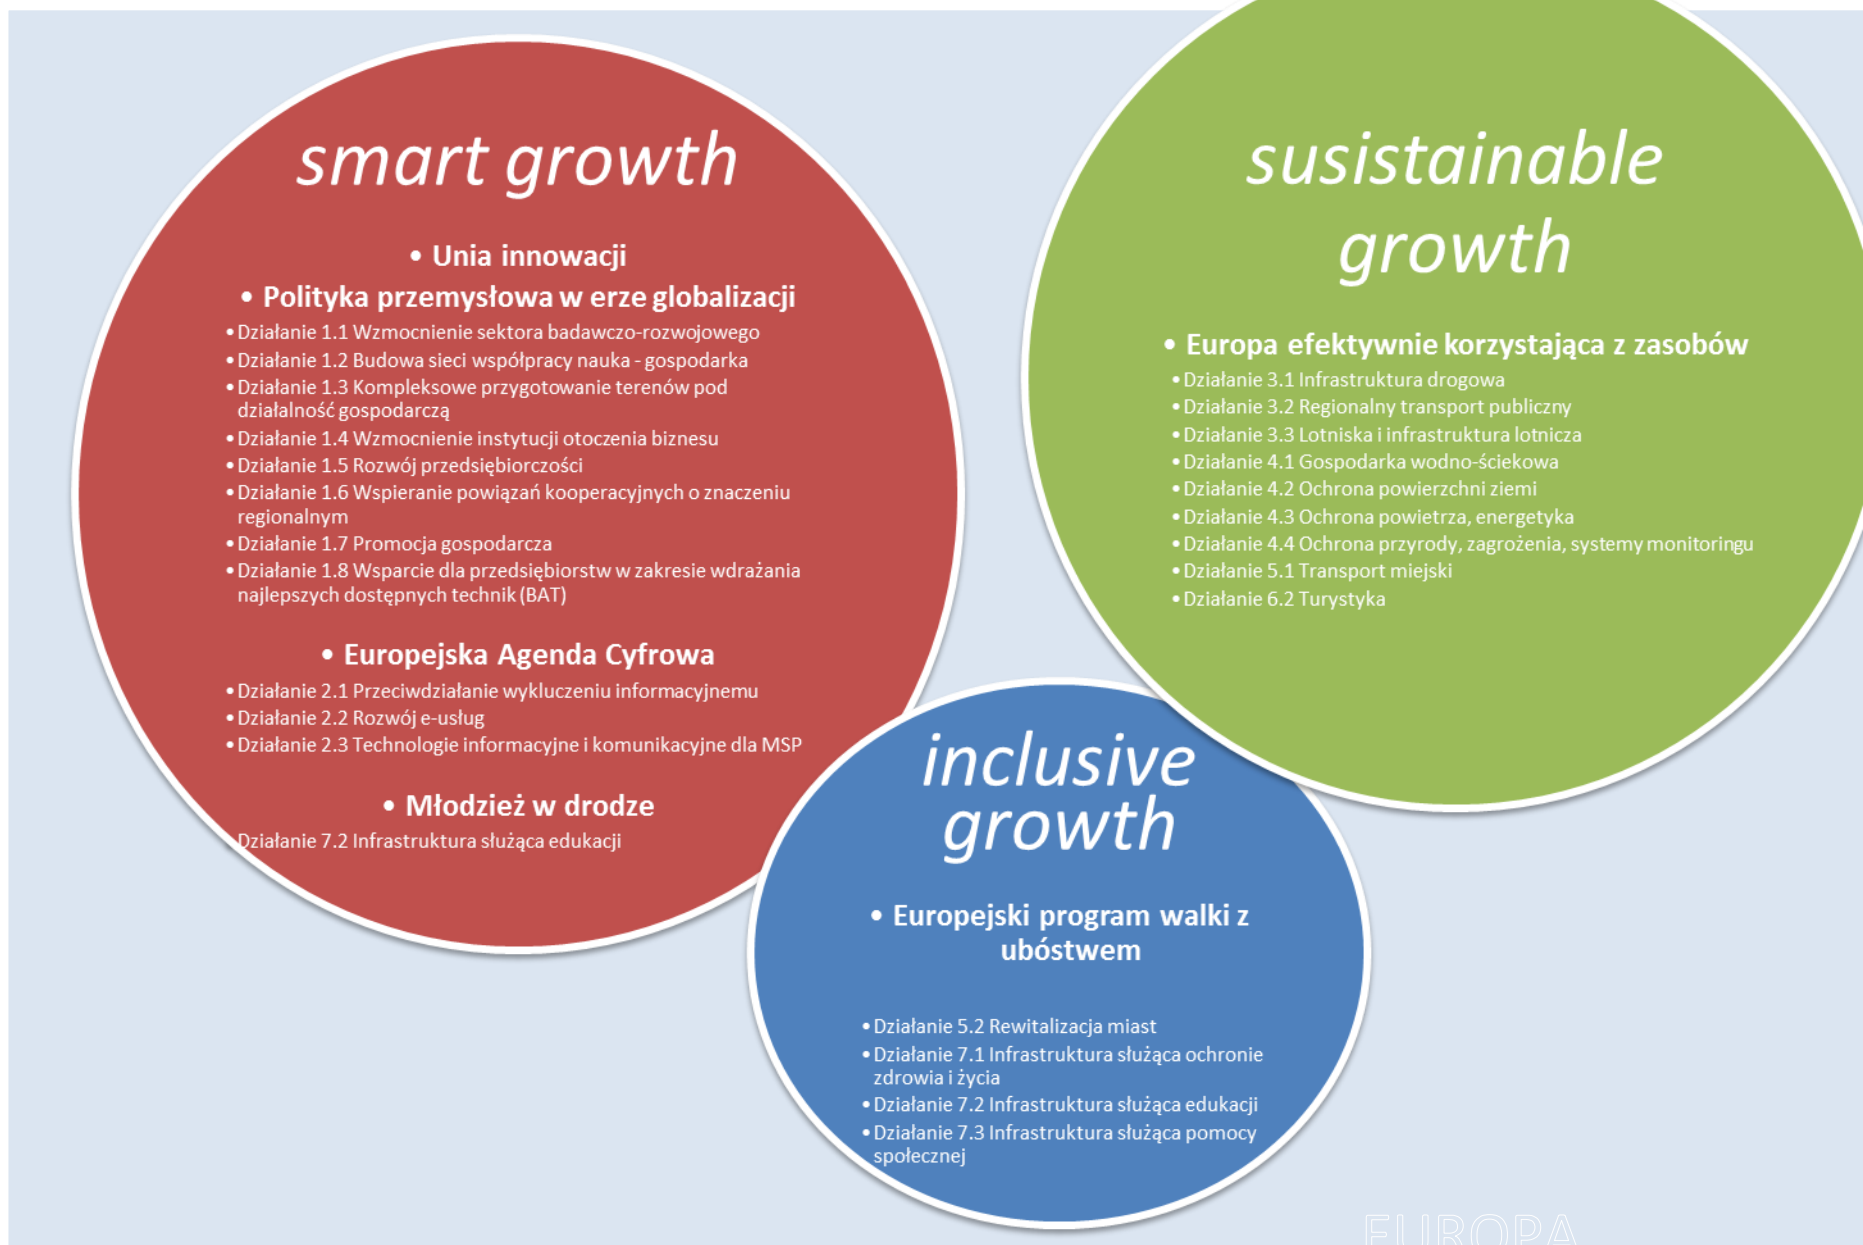 smart growth
• Unia innowacji
• Polityka przemysłowa w erze globalizacji
• Działanie 1.1 Wzmocnienie sektora badawczo-rozwojowego
• Działanie 1.2 Budowa sieci współpracy nauka - gospodarka
• Działanie 1.3 Kompleksowe przygotowanie terenów pod
działalność gospodarczą
• Działanie 1.4 Wzmocnienie instytucji otoczenia biznesu
• Działanie 1.5 Rozwój przedsiębiorczości
• Działanie 1.6 Wspieranie powiązań kooperacyjnych o znaczeniu
regionalnym
• Działanie 1.7 Promocja gospodarcza
• Działanie 1.8 Wsparcie dla przedsiębiorstw w zakresie wdrażania
najlepszych dostępnych technik (BAT)
• Europejska Agenda Cyfrowa
• Działanie 2.1 Przeciwdziałanie wykluczeniu informacyjnemu
• Działanie 2.2 Rozwój e-usług
• Działanie 2.3 Technologie informacyjne i komunikacyjne dla MSP
• Młodzież w drodze
Działanie 7.2 Infrastruktura służąca edukacji
susistainable
growth
• Europa efektywnie korzystająca z zasobów
• Działanie 3.1 Infrastruktura drogowa
• Działanie 3.2 Regionalny transport publiczny
• Działanie 3.3 Lotniska i infrastruktura lotnicza
• Działanie 4.1 Gospodarka wodno-ściekowa
• Działanie 4.2 Ochrona powierzchni ziemi
• Działanie 4.3 Ochrona powietrza, energetyka
• Działanie 4.4 Ochrona przyrody, zagrożenia, systemy monitoringu
• Działanie 5.1 Transport miejski
• Działanie 6.2 Turystyka
inclusive
growth
• Europejski program walki z
ubóstwem
• Działanie 5.2 Rewitalizacja miast
• Działanie 7.1 Infrastruktura służąca ochronie
zdrowia i życia
• Działanie 7.2 Infrastruktura służąca edukacji
• Działanie 7.3 Infrastruktura służąca pomocy
społecznej
EUROPA